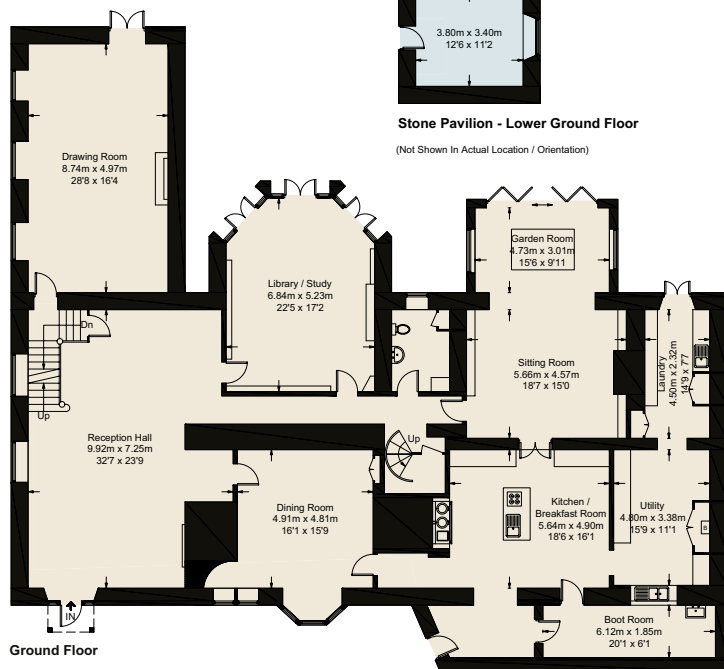 3.80m x 3.40m
12'6 x 11'2
Stone Pavilion - Lower Ground Floor
(Not Shown In Actual Location / Orientation)
Drawing Room
8.74m x 4.97m
28'8 x 16'4
Garden Room
4.73m x 3.01m
15'6 x 9'11
Library / Study
6.84m x 5.23m
22'5 x 17'2
Dn
Up
Sitting Room
5.66m x 4.57m
18'7 x 15'0
Laundry
4.50m x 2.32m
14'9 x 7'7
Reception Hall
9.92m x 7.25m
32'7 x 23'9
Up
Dining Room
4.91m x 4.81m
16'1 x 15'9
Kitchen /
Breakfast Room
5.64m x 4.90m
18'6 x 16'1
Utility
4.80m x 3.38m
15'9 x 11'1
B
IN
Boot Room
6.12m x 1.85m
20'1 x 6'1
Ground Floor